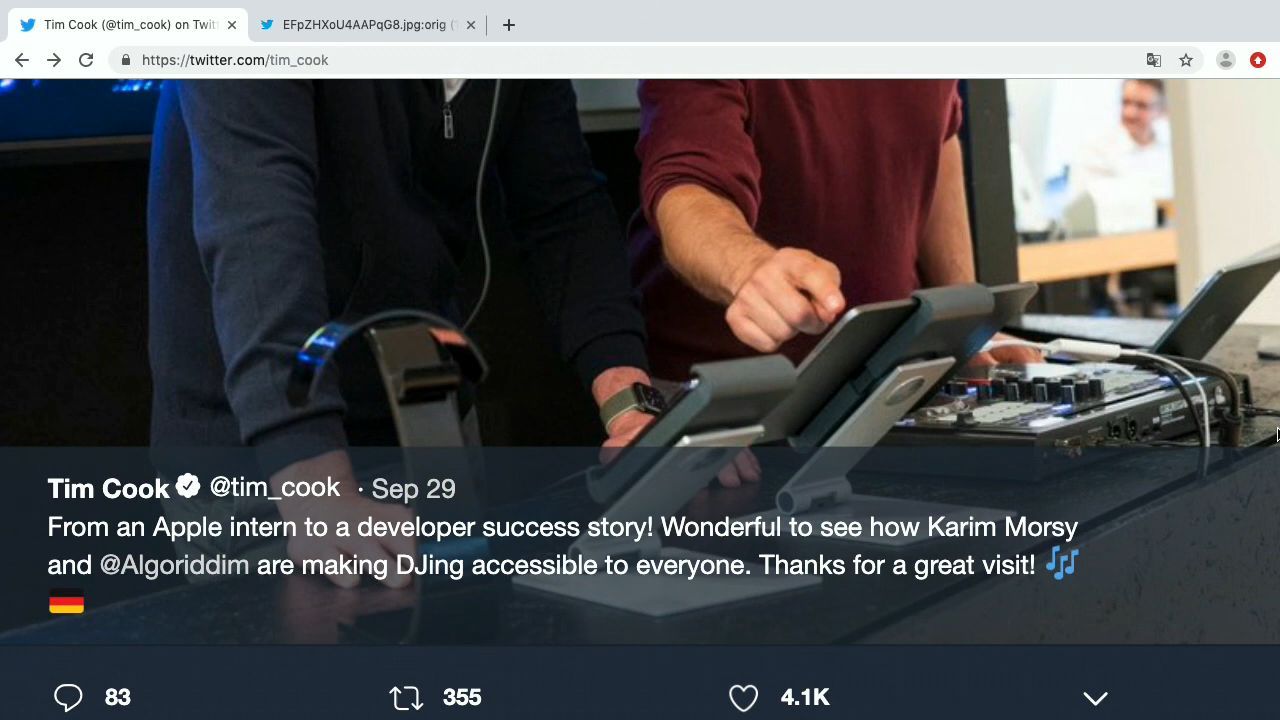 Tim Cook (@tim_cook) on Twitt
EFpZHXoU4AAPqG8.jpg:orig (
https://twitter.com/tim_cook
Tim Cook @tim_cook · Sep 29
From an Apple intern to a developer success story! Wonderful to see how Karim Morsy
and @Algoriddim are making DJing accessible to everyone. Thanks for a great visit! 🎶
🇩🇪
83 355 4.1K